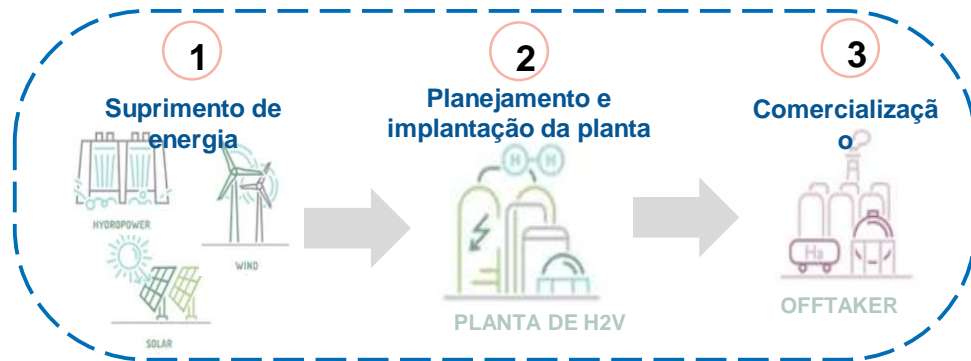 1
Suprimento de
energia
HYDROPOWER
WIND
SOLAR
2
Planejamento e
implantação da planta
H H
PLANTA DE H2V
3
Comercializaçã
o
H2
OFFTAKER